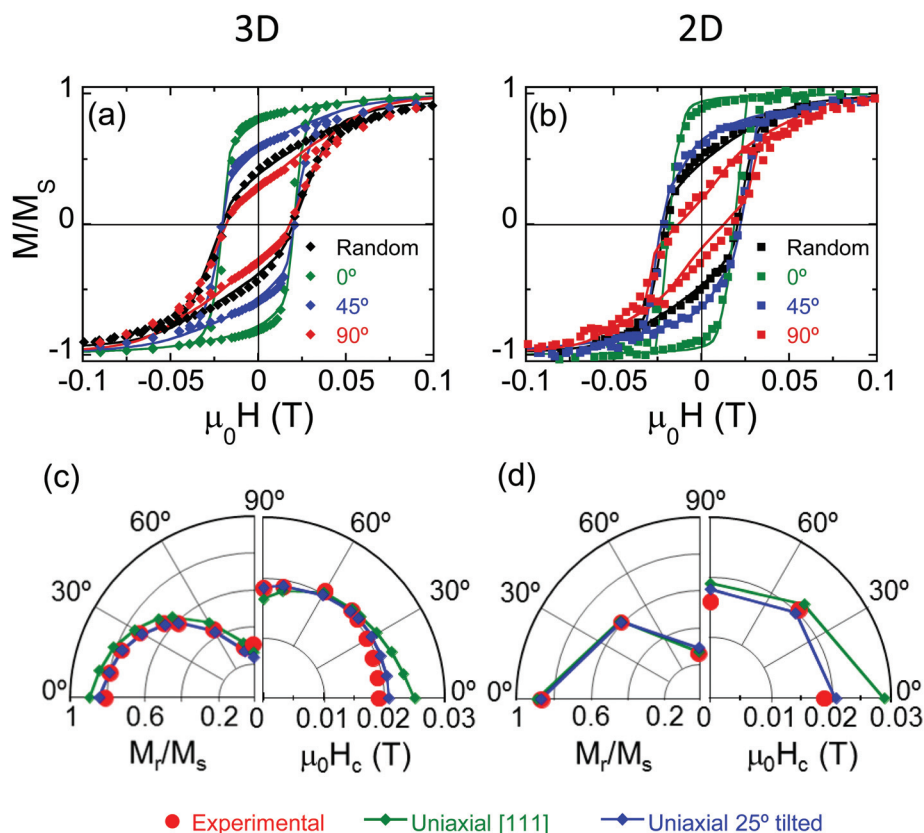 3D
2D
(a)
(b)
M/M_S
1
0
-1
Random
0º
45º
90º
-0.1
-0.05
0
0.05
0.1
μ₀H (T)
1
0
-1
Random
0º
45º
90º
-0.1
-0.05
0
0.05
0.1
μ₀H (T)
(c)
(d)
90º
60º
60º
30º
30º
0º
0º
1
0.6
0.2
0
0.01
0.02
0.03
M_r/M_s
μ₀H_c (T)
90º
60º
60º
30º
30º
0º
0º
1
0.6
0.2
0
0.01
0.02
0.03
M_r/M_s
μ₀H_c (T)
Experimental
Uniaxial [111]
Uniaxial 25º tilted